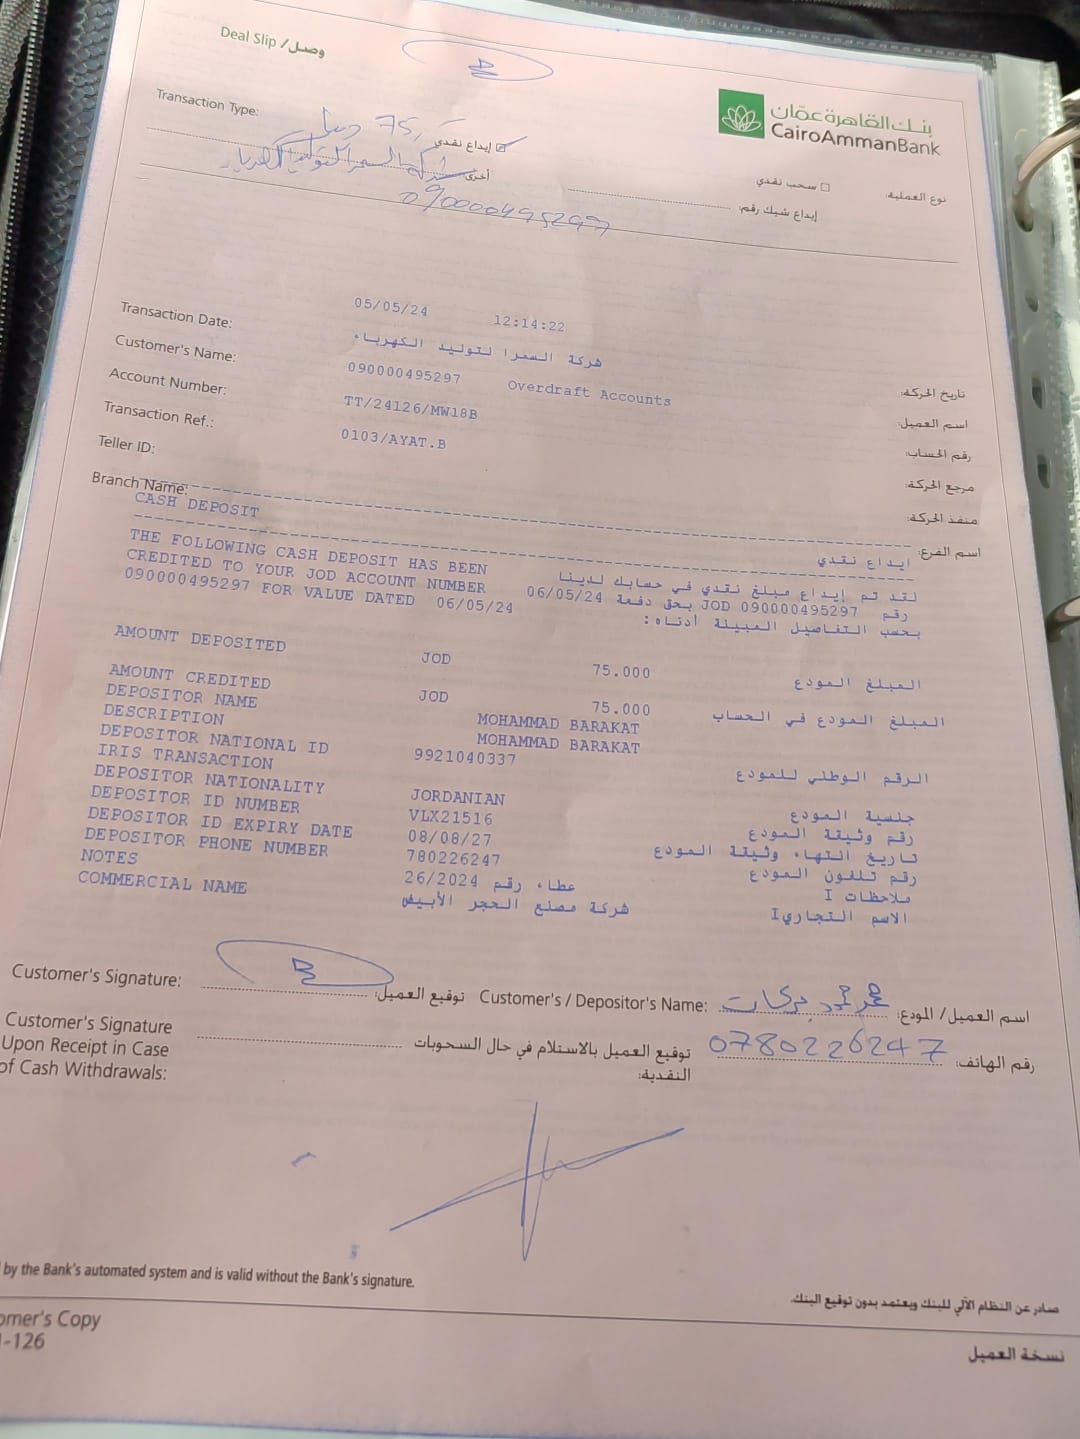 Deal Slip / وصل
بنك القاهرة عمان
CairoAmmanBank
Transaction Type:
75
إيداع نقدي ☑
سحب نقدي ☐
نوع العملية:
أخرى
إيداع شيك رقم:
090000495297
Transaction Date: 05/05/24 12:14:22 تاريخ الحركة:
Customer's Name: شركة السمرا لتوليد الكهرباء اسم العميل:
Account Number: 090000495297 Overdraft Accounts رقم الحساب:
Transaction Ref.: TT/24126/MW18B مرجع الحركة:
Teller ID: 0103/AYAT.B منفذ الحركة:
Branch Name: اسم الفرع:
CASH DEPOSIT ايداع نقدي
THE FOLLOWING CASH DEPOSIT HAS BEEN لقد تم إيداع مبلغ نقدي في حسابك لدينا
CREDITED TO YOUR JOD ACCOUNT NUMBER رقم JOD 090000495297 بحق دفعة 06/05/24
090000495297 FOR VALUE DATED 06/05/24 بحسب التفاصيل المبينة أدناه:
AMOUNT DEPOSITED JOD 75.000 المبلغ المودع
AMOUNT CREDITED JOD 75.000 المبلغ المودع في الحساب
DEPOSITOR NAME MOHAMMAD BARAKAT
DESCRIPTION MOHAMMAD BARAKAT
DEPOSITOR NATIONAL ID 9921040337 الرقم الوطني للمودع
IRIS TRANSACTION
DEPOSITOR NATIONALITY JORDANIAN جنسية المودع
DEPOSITOR ID NUMBER VLX21516 رقم وثيقة المودع
DEPOSITOR ID EXPIRY DATE 08/08/27 تاريخ انتهاء وثيقة المودع
DEPOSITOR PHONE NUMBER 780226247 رقم تلفون المودع
NOTES عطاء رقم 26/2024 ملاحظات I
COMMERCIAL NAME شركة مصنع الحجر الأبيض الاسم التجاريI
Customer's Signature: توقيع العميل: Customer's / Depositor's Name: محمد بركات اسم العميل/ المودع:
Customer's Signature
Upon Receipt in Case
of Cash Withdrawals:
توقيع العميل بالاستلام في حال السحوبات
النقدية:
0780226247 رقم الهاتف:
by the Bank's automated system and is valid without the Bank's signature.
صادر عن النظام الآلي للبنك ويعتمد بدون توقيع البنك.
omer's Copy
-126
نسخة العميل